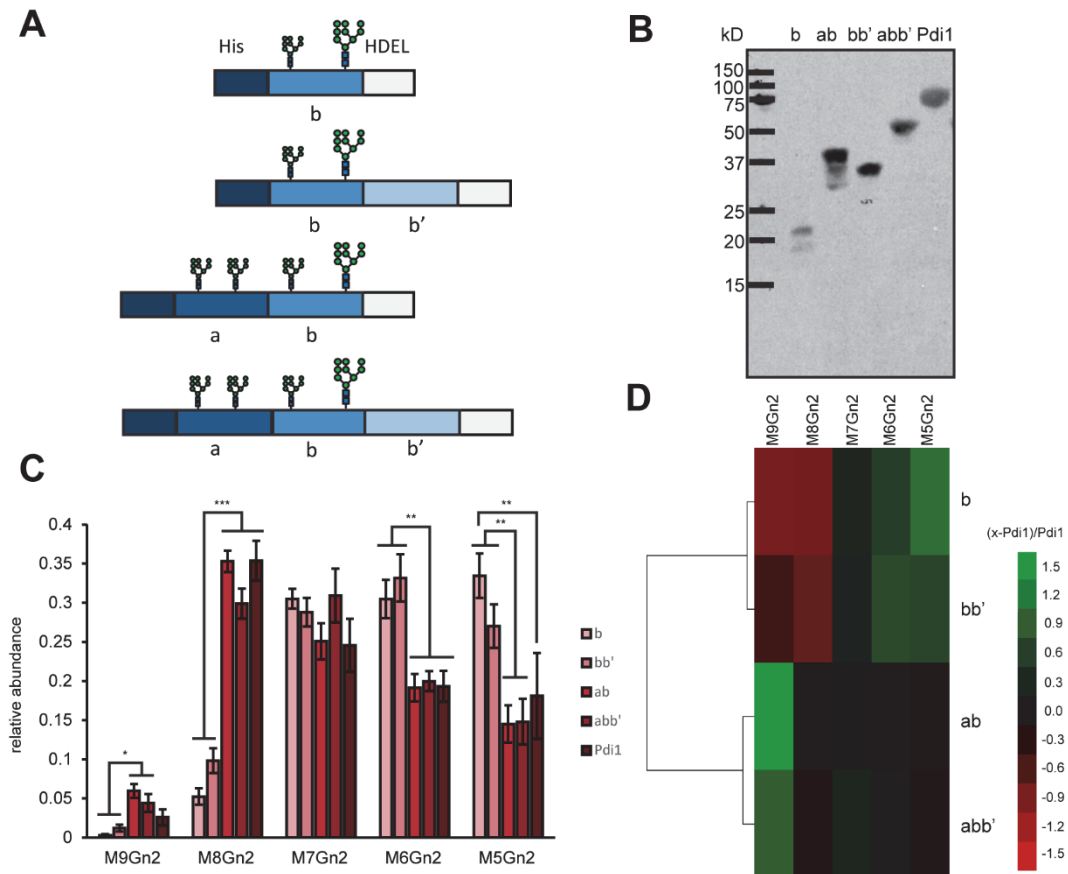 A
His
HDEL
b
b
b'
a
b
a
b
b'
B
kD
b ab bb' abb' Pdi1
150
100
75
50
37
25
20
15
C
relative abundance
0.4
0.35
0.3
0.25
0.2
0.15
0.1
0.05
0
*
***
**
**
**
M9Gn2 M8Gn2 M7Gn2 M6Gn2 M5Gn2
b
bb'
ab
abb'
Pdi1
D
M9Gn2
M8Gn2
M7Gn2
M6Gn2
M5Gn2
b
bb'
ab
abb'
(x-Pdi1)/Pdi1
1.5
1.2
0.9
0.6
0.3
0.0
-0.3
-0.6
-0.9
-1.2
-1.5